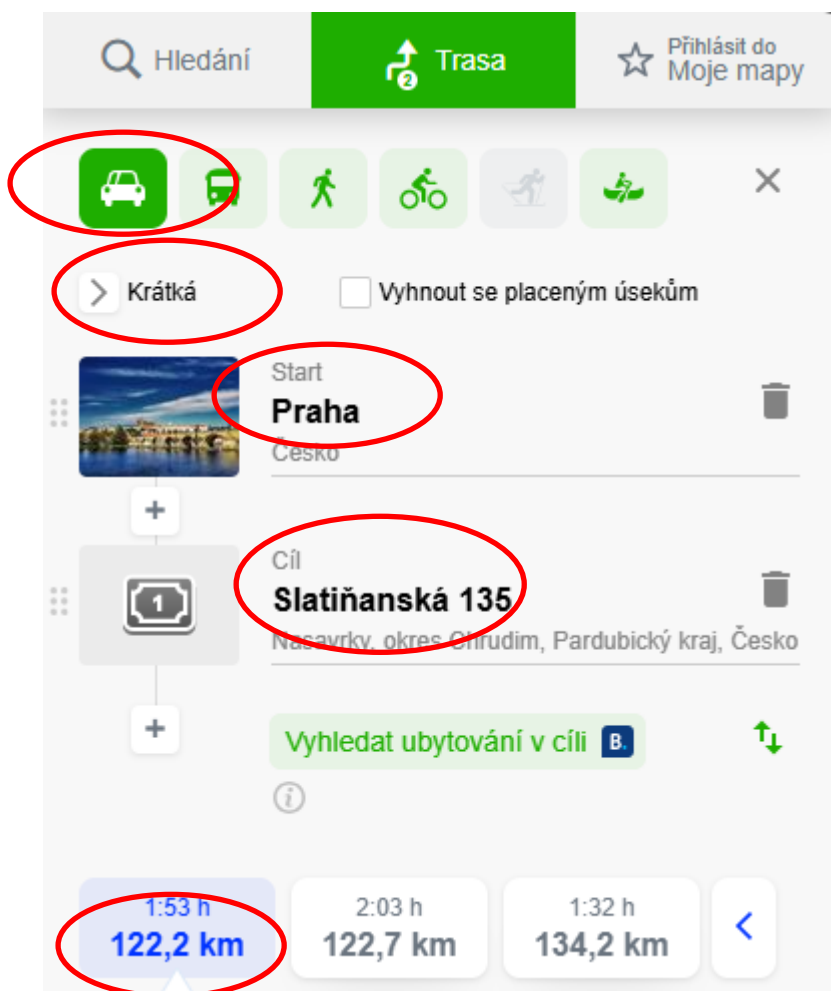 Hledání
2
Trasa
Přihlásit do
Moje mapy
Krátká
Vyhnout se placeným úsekům
Start
Praha
Česko
+
Cíl
1
Slatiňanská 135
Nasavrky, okres Chrudim, Pardubický kraj, Česko
+
Vyhledat ubytování v cíli B.
i
1:53 h
2:03 h
1:32 h
122,2 km
122,7 km
134,2 km